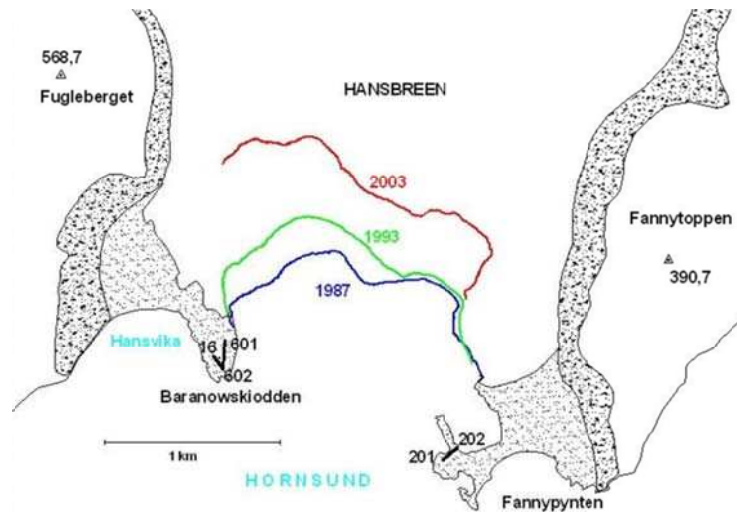 568,7
Fugleberget
HANSBREEN
2003
Fannytoppen
1993
390,7
1987
Hansvika
16
601
602
Baranowskiodden
1 km
202
201
HORNSUND
Fannypynten